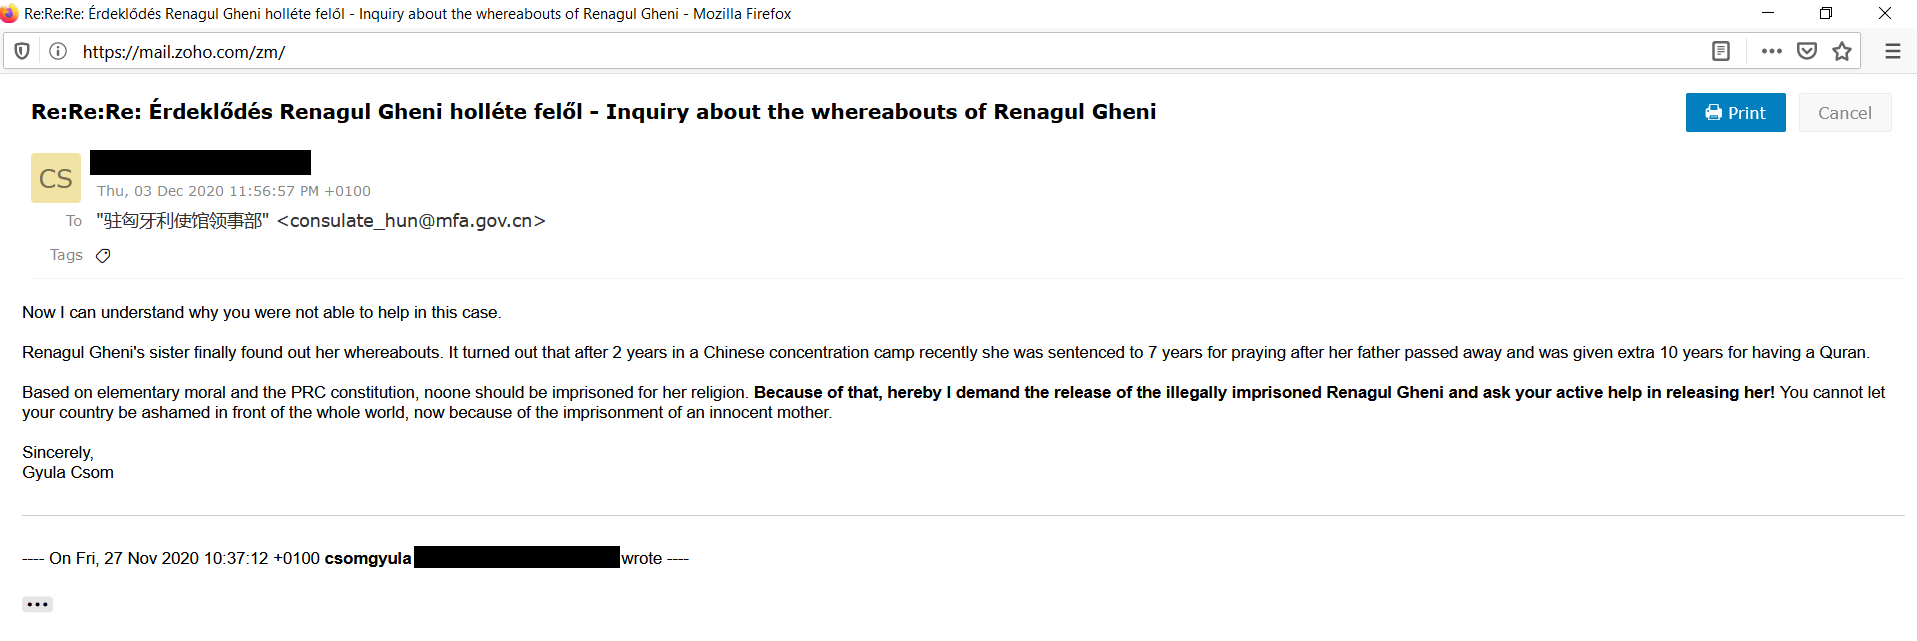 Re:Re:Re: Érdeklődés Renagul Gheni holléte felől - Inquiry about the whereabouts of Renagul Gheni - Mozilla Firefox
https://mail.zoho.com/zm/
Re:Re:Re: Érdeklődés Renagul Gheni holléte felől - Inquiry about the whereabouts of Renagul Gheni
Print
Cancel
CS
Thu, 03 Dec 2020 11:56:57 PM +0100
To "驻匈牙利使馆领事部" <consulate_hun@mfa.gov.cn>
Tags
Now I can understand why you were not able to help in this case.
Renagul Gheni's sister finally found out her whereabouts. It turned out that after 2 years in a Chinese concentration camp recently she was sentenced to 7 years for praying after her father passed away and was given extra 10 years for having a Quran.
Based on elementary moral and the PRC constitution, noone should be imprisoned for her religion. Because of that, hereby I demand the release of the illegally imprisoned Renagul Gheni and ask your active help in releasing her! You cannot let
your country be ashamed in front of the whole world, now because of the imprisonment of an innocent mother.
Sincerely,
Gyula Csom
---- On Fri, 27 Nov 2020 10:37:12 +0100 csomgyula wrote ----